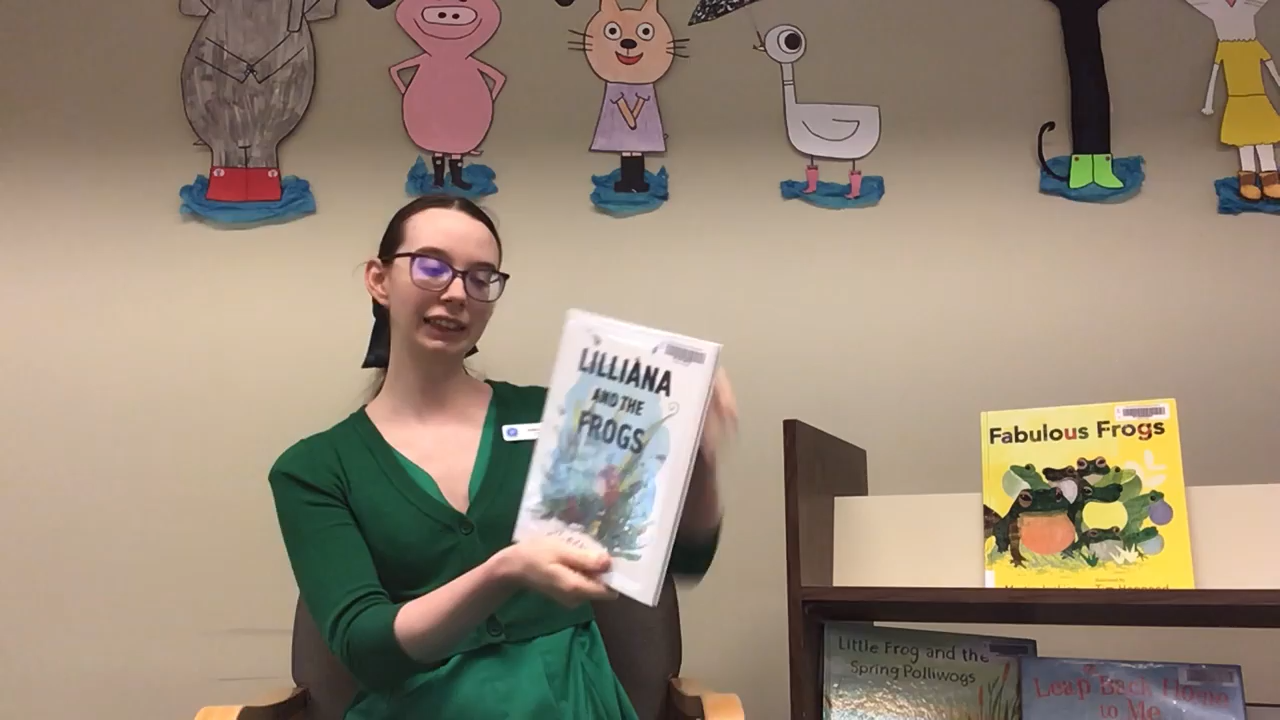 LILLIANA
AND THE
FROGS
Fabulous Frogs
Little Frog and the
Spring Polliwogs
Leap Back Home
to Me